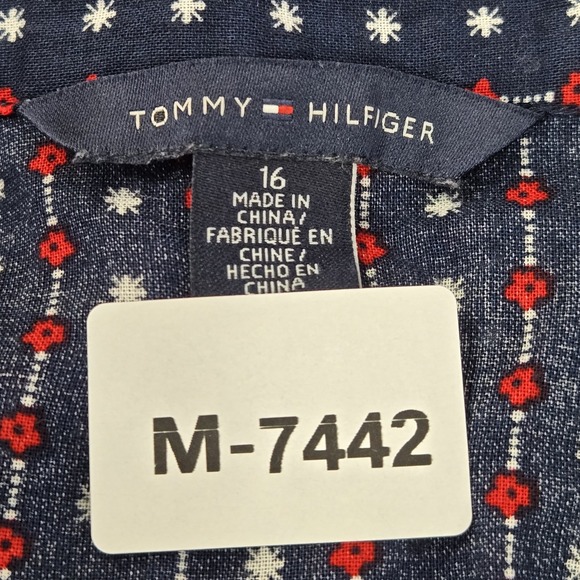 TOMMY HILFIGER
16
MADE IN
CHINA/
FABRIQUÉ EN
CHINE/
HECHO EN
CHINA
M-7442